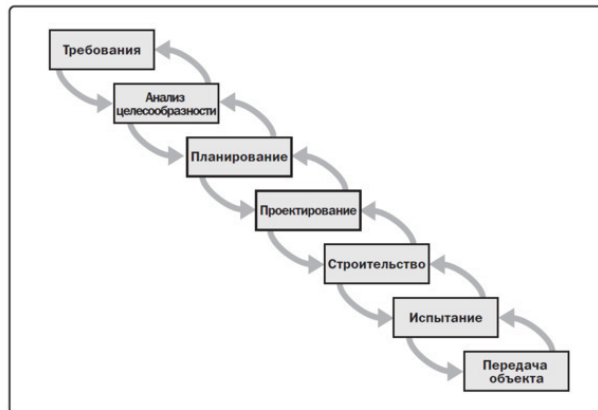 Требования
Анализ
целесообразности
Планирование
Проектирование
Строительство
Испытание
Передача
объекта